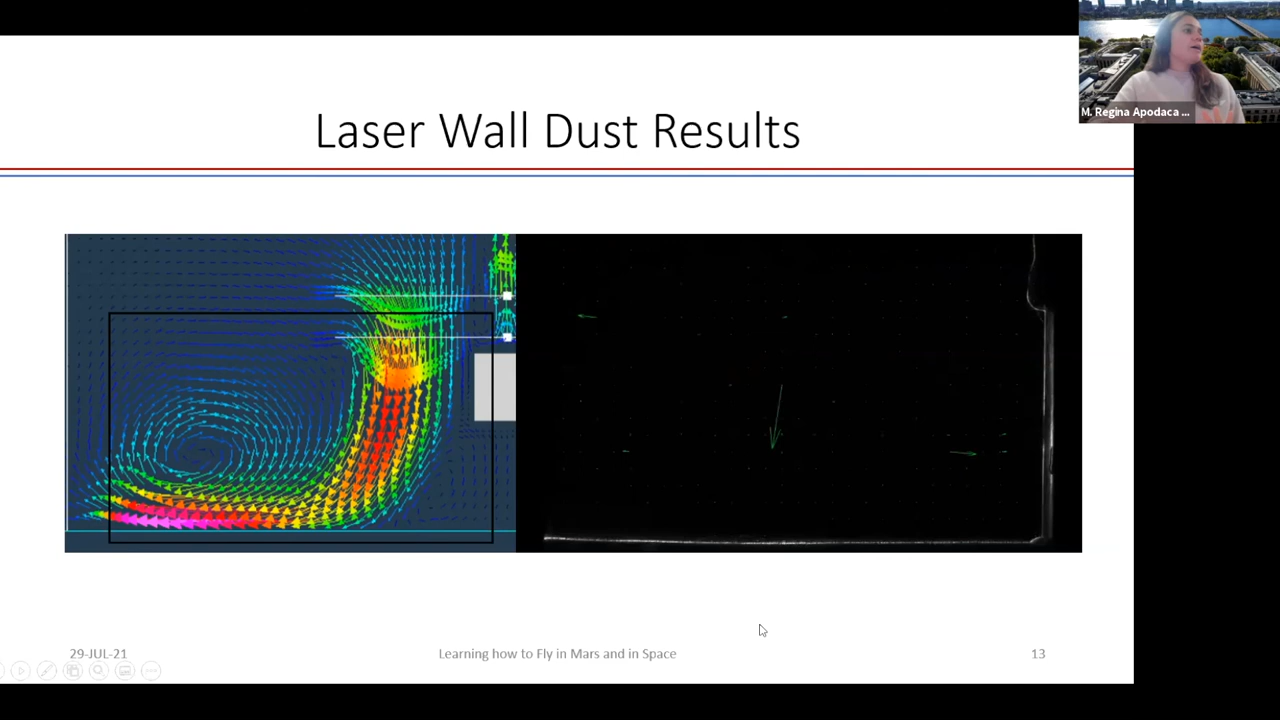 M. Regina Apodaca ...
Laser Wall Dust Results
29-JUL-21
Learning how to Fly in Mars and in Space
13